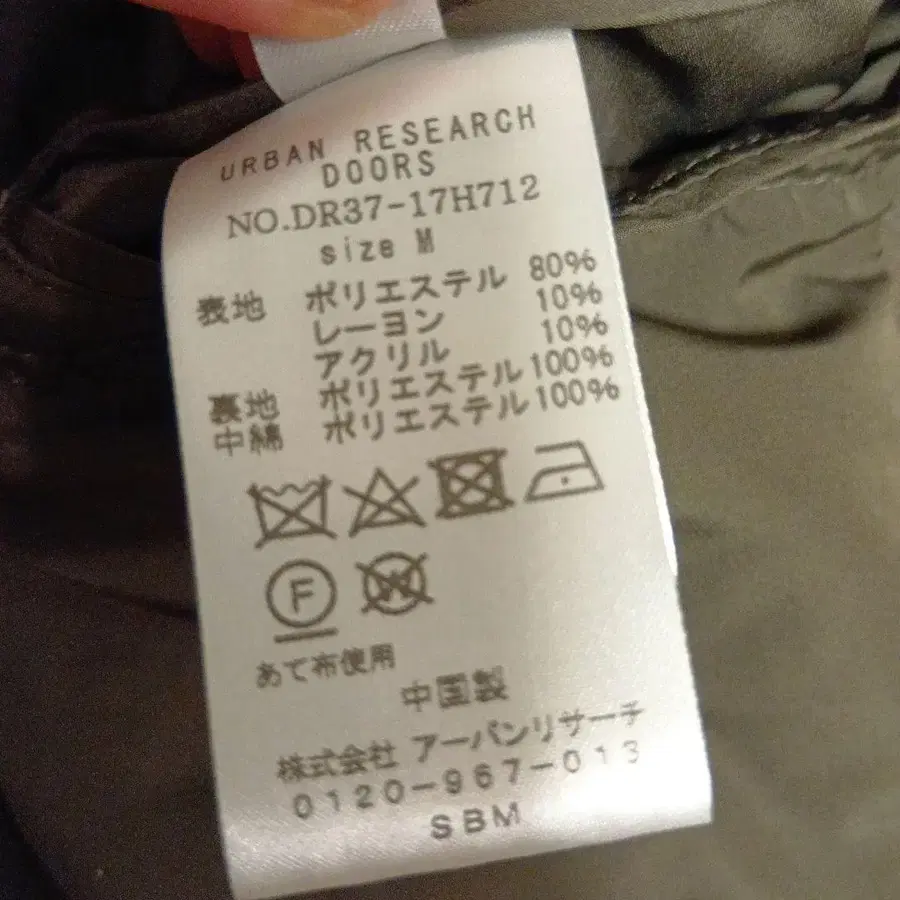 URBAN RESEARCH
DOORS
NO.DR37-17H712
size M
表地 ポリエステル 80%
レーヨン 10%
アクリル 10%
裏地 ポリエステル 100%
中綿 ポリエステル 100%
F W
あて布使用
中国製
株式会社 アーバンリサーチ
0120-967-013
SBM